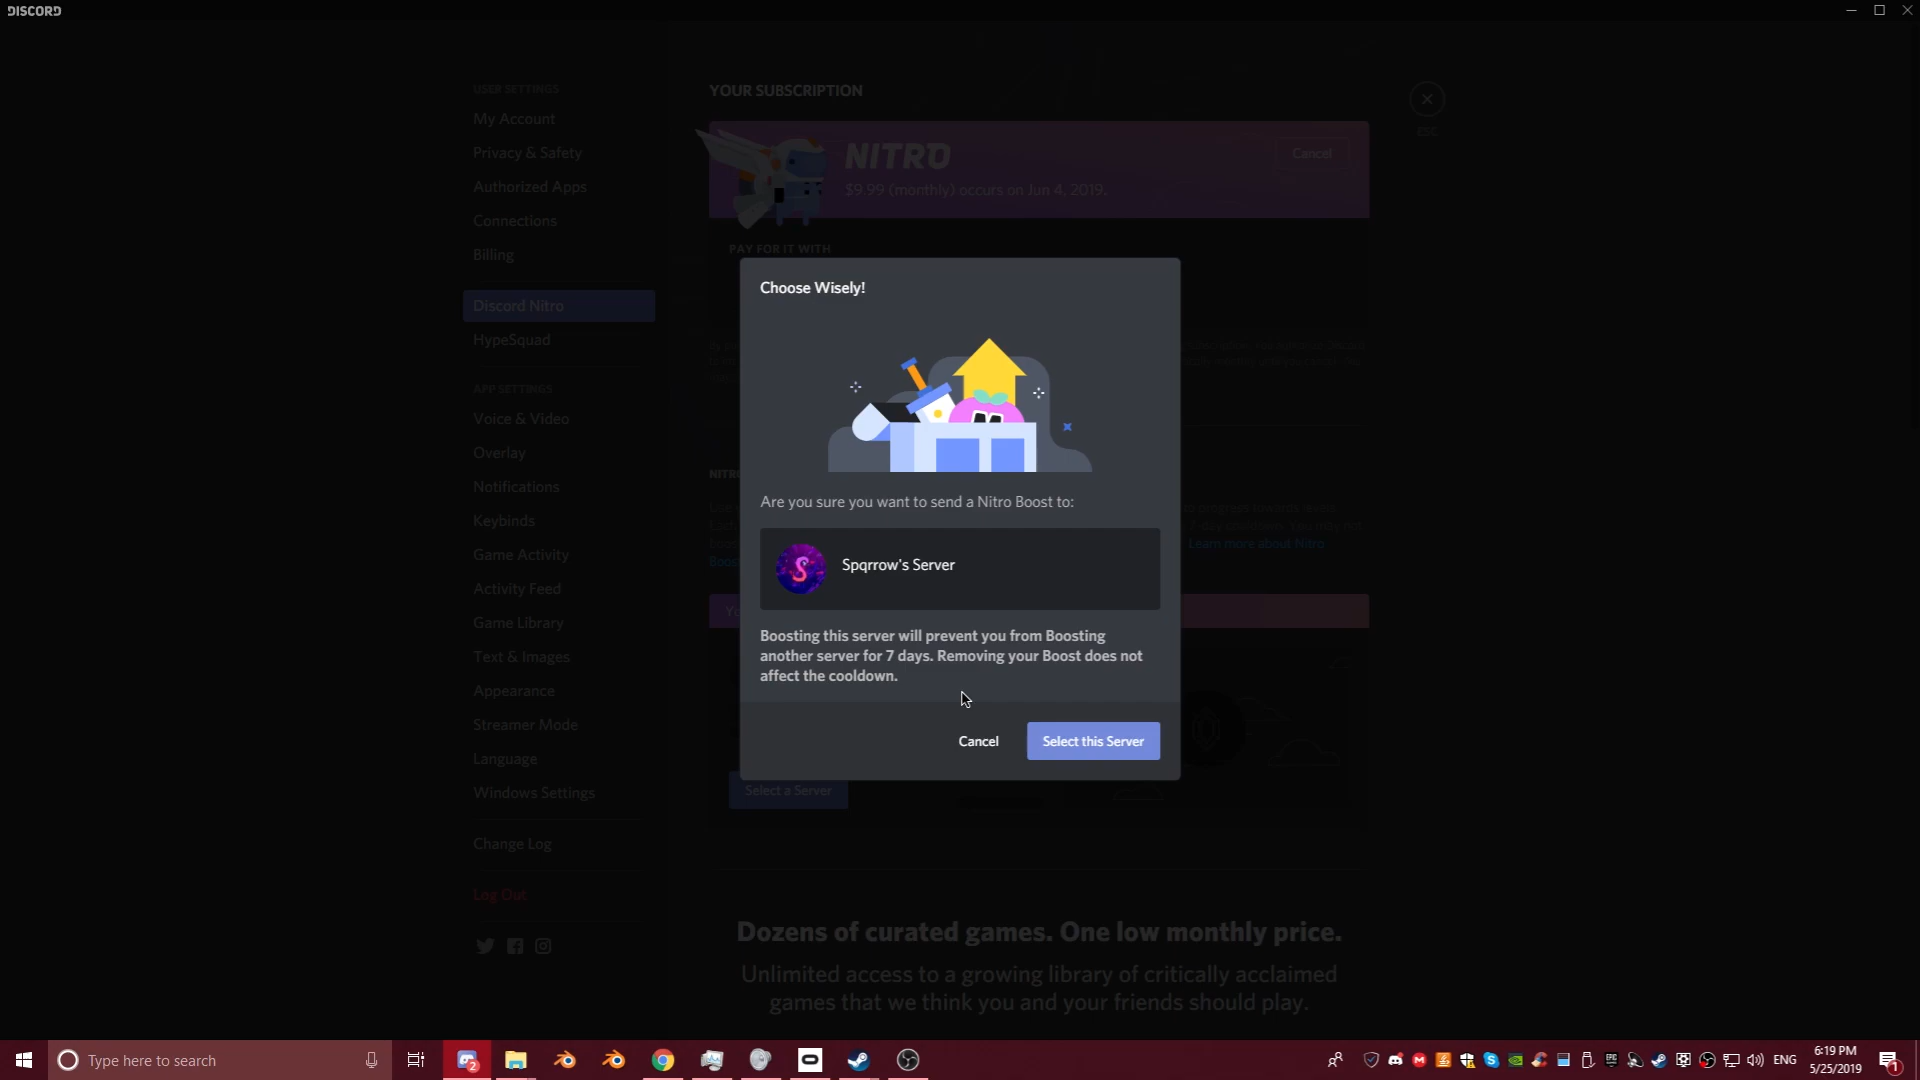 DISCORD
USER SETTINGS
My Account
Privacy & Safety
Authorized Apps
Connections
Billing
Discord Nitro
HypeSquad
APP SETTINGS
Voice & Video
Overlay
Notifications
Keybinds
Game Activity
Activity Feed
Game Library
Text & Images
Appearance
Streamer Mode
Language
Windows Settings
Change Log
Log Out
YOUR SUBSCRIPTION
NITRO
Cancel
$9.99 (monthly) occurs on Jun 4, 2019.
ESC
PAY FOR IT WITH
Choose Wisely!
Are you sure you want to send a Nitro Boost to:
Spqrrow's Server
Boosting this server will prevent you from Boosting
another server for 7 days. Removing your Boost does not
affect the cooldown.
Cancel
Select this Server
Learn more about Nitro
Select a Server
Dozens of curated games. One low monthly price.
Unlimited access to a growing library of critically acclaimed
games that we think you and your friends should play.
Type here to search
2
ENG
6:19 PM
5/25/2019
1